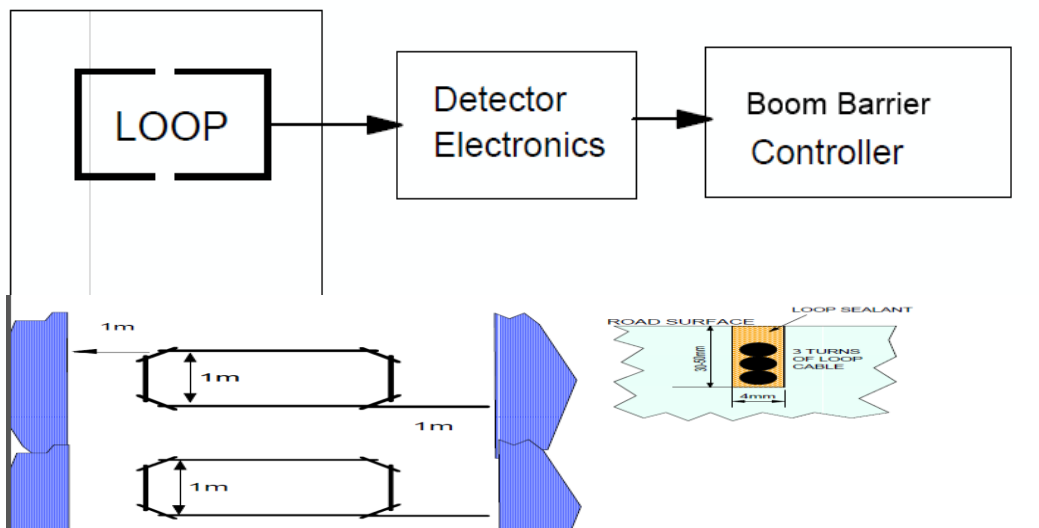 LOOP
Detector
Electronics
Boom Barrier
Controller
1m
1m
1m
1m
LOOP SEALANT
ROAD SURFACE
30-50mm
3 TURNS
OF LOOP
CABLE
4mm